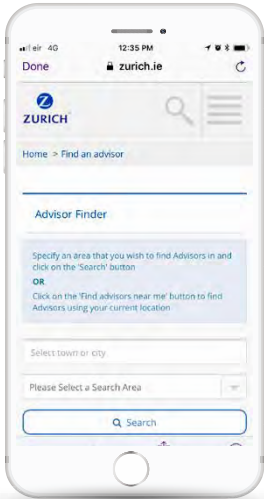 eir 4G 12:35 PM
Done zurich.ie
ZURICH
Home > Find an advisor
Advisor Finder
Specify an area that you wish to find Advisors in and
click on the 'Search' button
OR
Click on the 'Find advisors near me' button to find
Advisors using your current location
Select town or city
Please Select a Search Area
Search